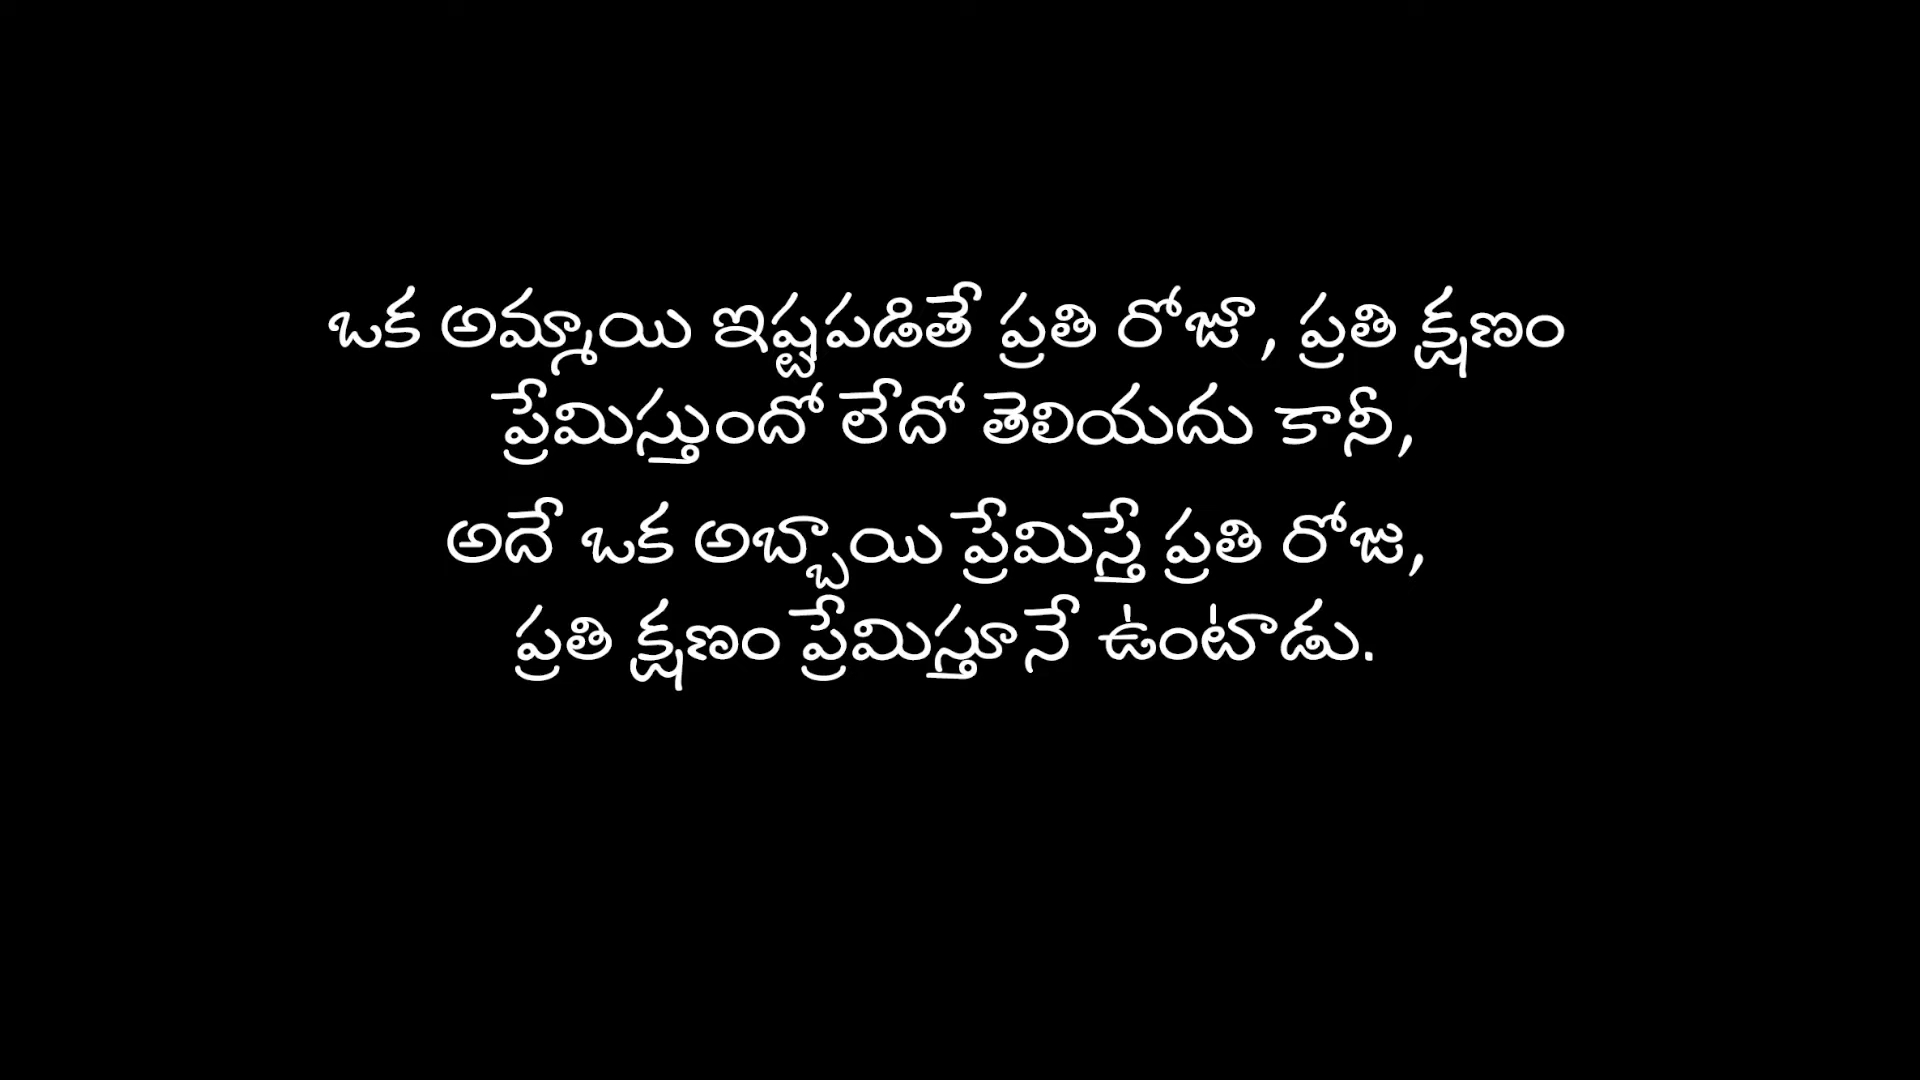 ఒక అమ్మాయి ఇష్టపడితే ప్రతి రోజూ, ప్రతి క్షణం
ప్రేమిస్తుందో లేదో తెలియదు కానీ,
అదే ఒక అబ్బాయి ప్రేమిస్తే ప్రతి రోజు,
ప్రతి క్షణం ప్రేమిస్తూనే ఉంటాడు.